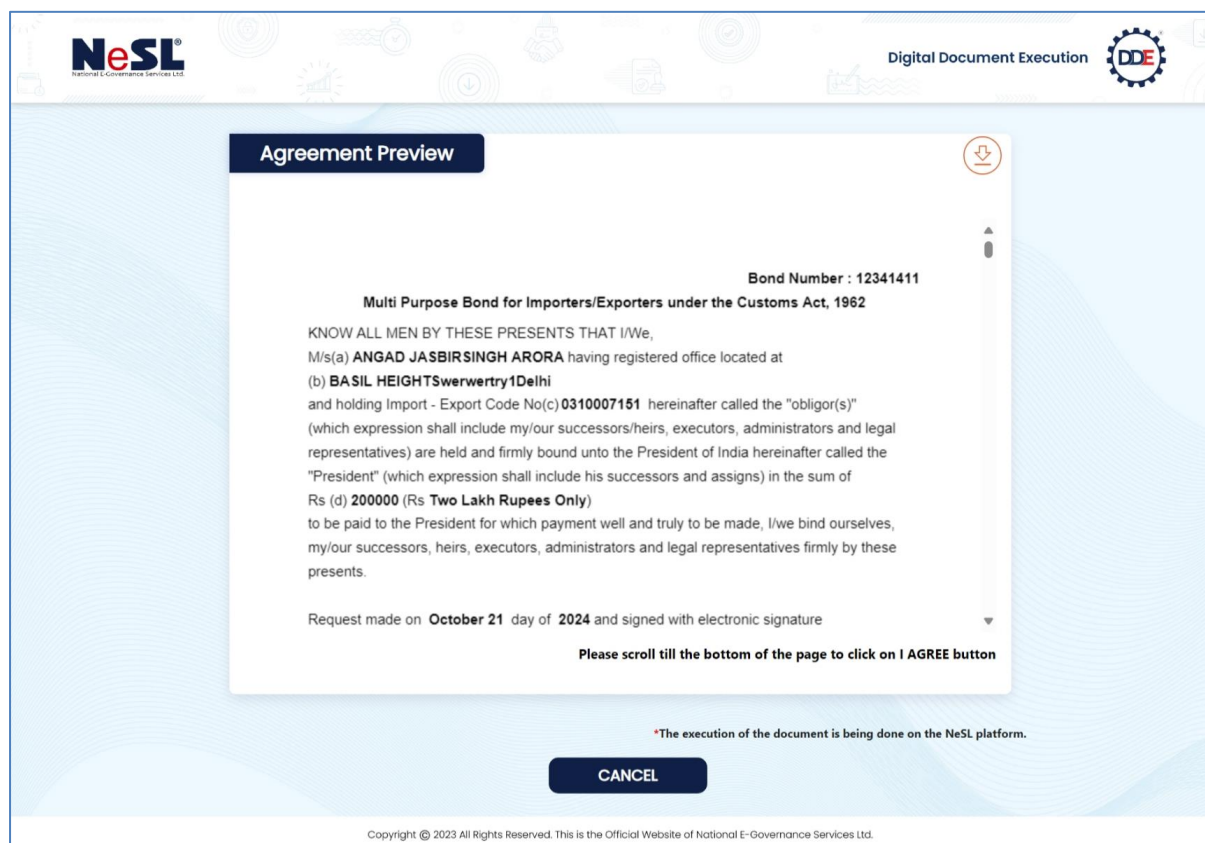 NeSL®
National E-Governance Services Ltd.
Digital Document Execution
DDE
Agreement Preview
Bond Number : 12341411
Multi Purpose Bond for Importers/Exporters under the Customs Act, 1962
KNOW ALL MEN BY THESE PRESENTS THAT I/We,
M/s(a) ANGAD JASBIRSINGH ARORA having registered office located at
(b) BASIL HEIGHTSwerwertry1Delhi
and holding Import - Export Code No(c) 0310007151 hereinafter called the "obligor(s)"
(which expression shall include my/our successors/heirs, executors, administrators and legal
representatives) are held and firmly bound unto the President of India hereinafter called the
"President" (which expression shall include his successors and assigns) in the sum of
Rs (d) 200000 (Rs Two Lakh Rupees Only)
to be paid to the President for which payment well and truly to be made, I/we bind ourselves,
my/our successors, heirs, executors, administrators and legal representatives firmly by these
presents.
Request made on October 21 day of 2024 and signed with electronic signature
Please scroll till the bottom of the page to click on I AGREE button
*The execution of the document is being done on the NeSL platform.
CANCEL
Copyright © 2023 All Rights Reserved. This is the Official Website of National E-Governance Services Ltd.